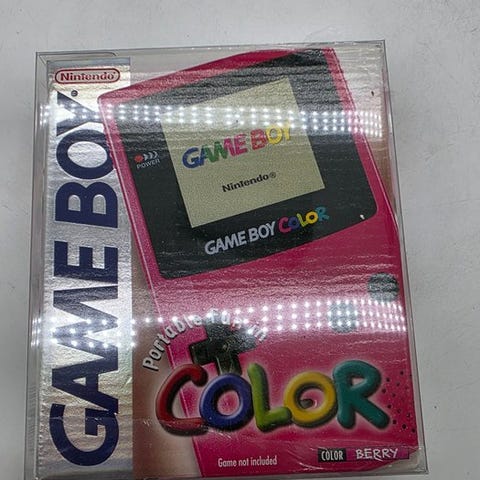 Nintendo®
GAME BOY
POWER
GAME BOY
Nintendo®
GAME BOY COLOR
Portable Fun in
COLOR
Game not included
COLOR BERRY